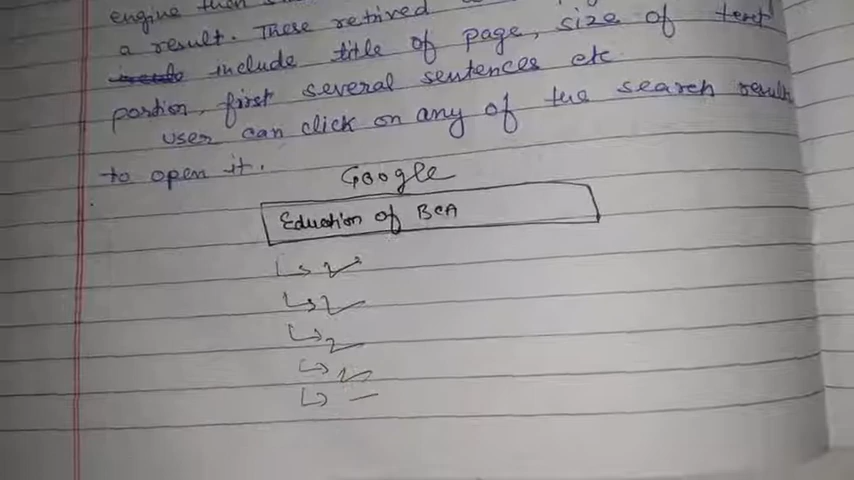 engine then
a result. These retrived
include title of page, size of text
portion, first several sentences etc
user can click on any of the search result
to open it.
Google
Eduction of BCA